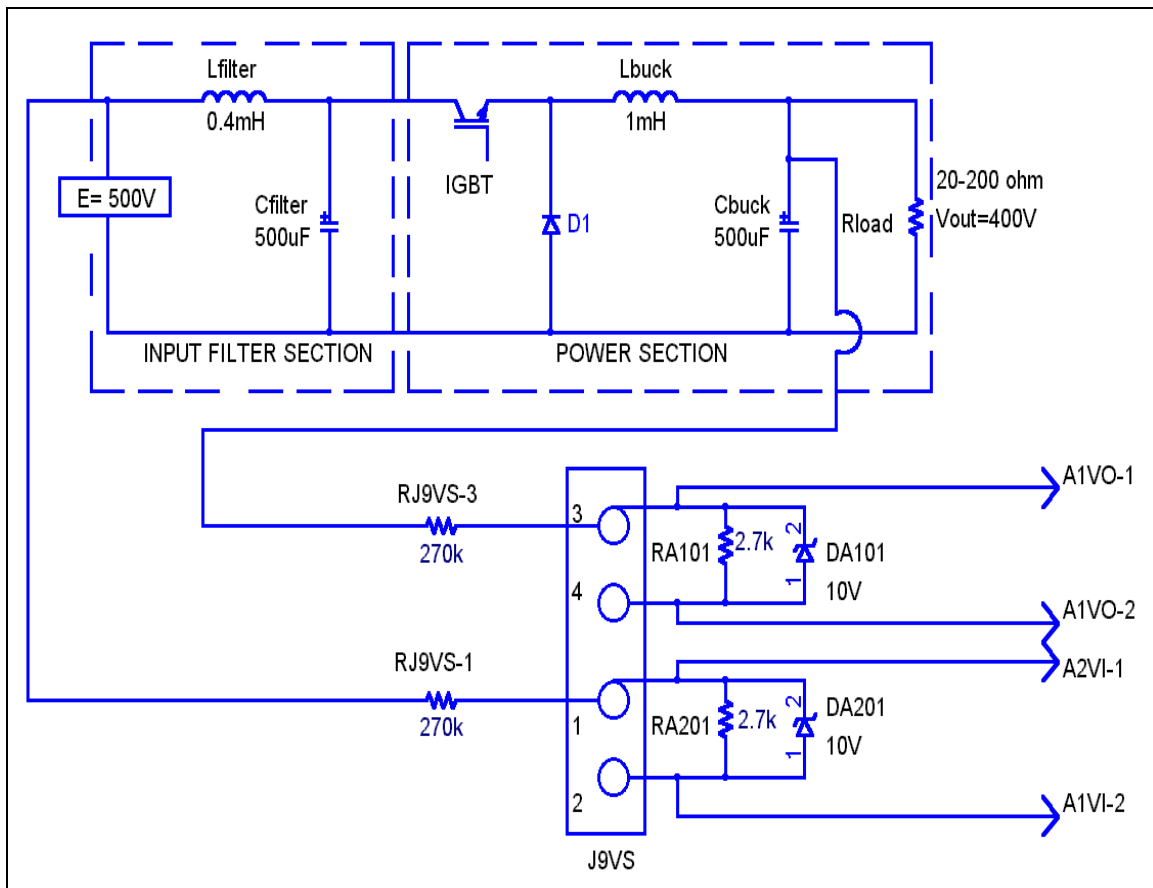 Lfilter
0.4mH
Lbuck
1mH
IGBT
E= 500V
Cfilter
500uF
D1
Cbuck
500uF
Rload
20-200 ohm
Vout=400V
INPUT FILTER SECTION
POWER SECTION
RJ9VS-3
270k
3
4
RA101
2.7k
2
1
DA101
10V
A1VO-1
A1VO-2
A2VI-1
RJ9VS-1
270k
1
2
RA201
2.7k
2
1
DA201
10V
A1VI-2
J9VS